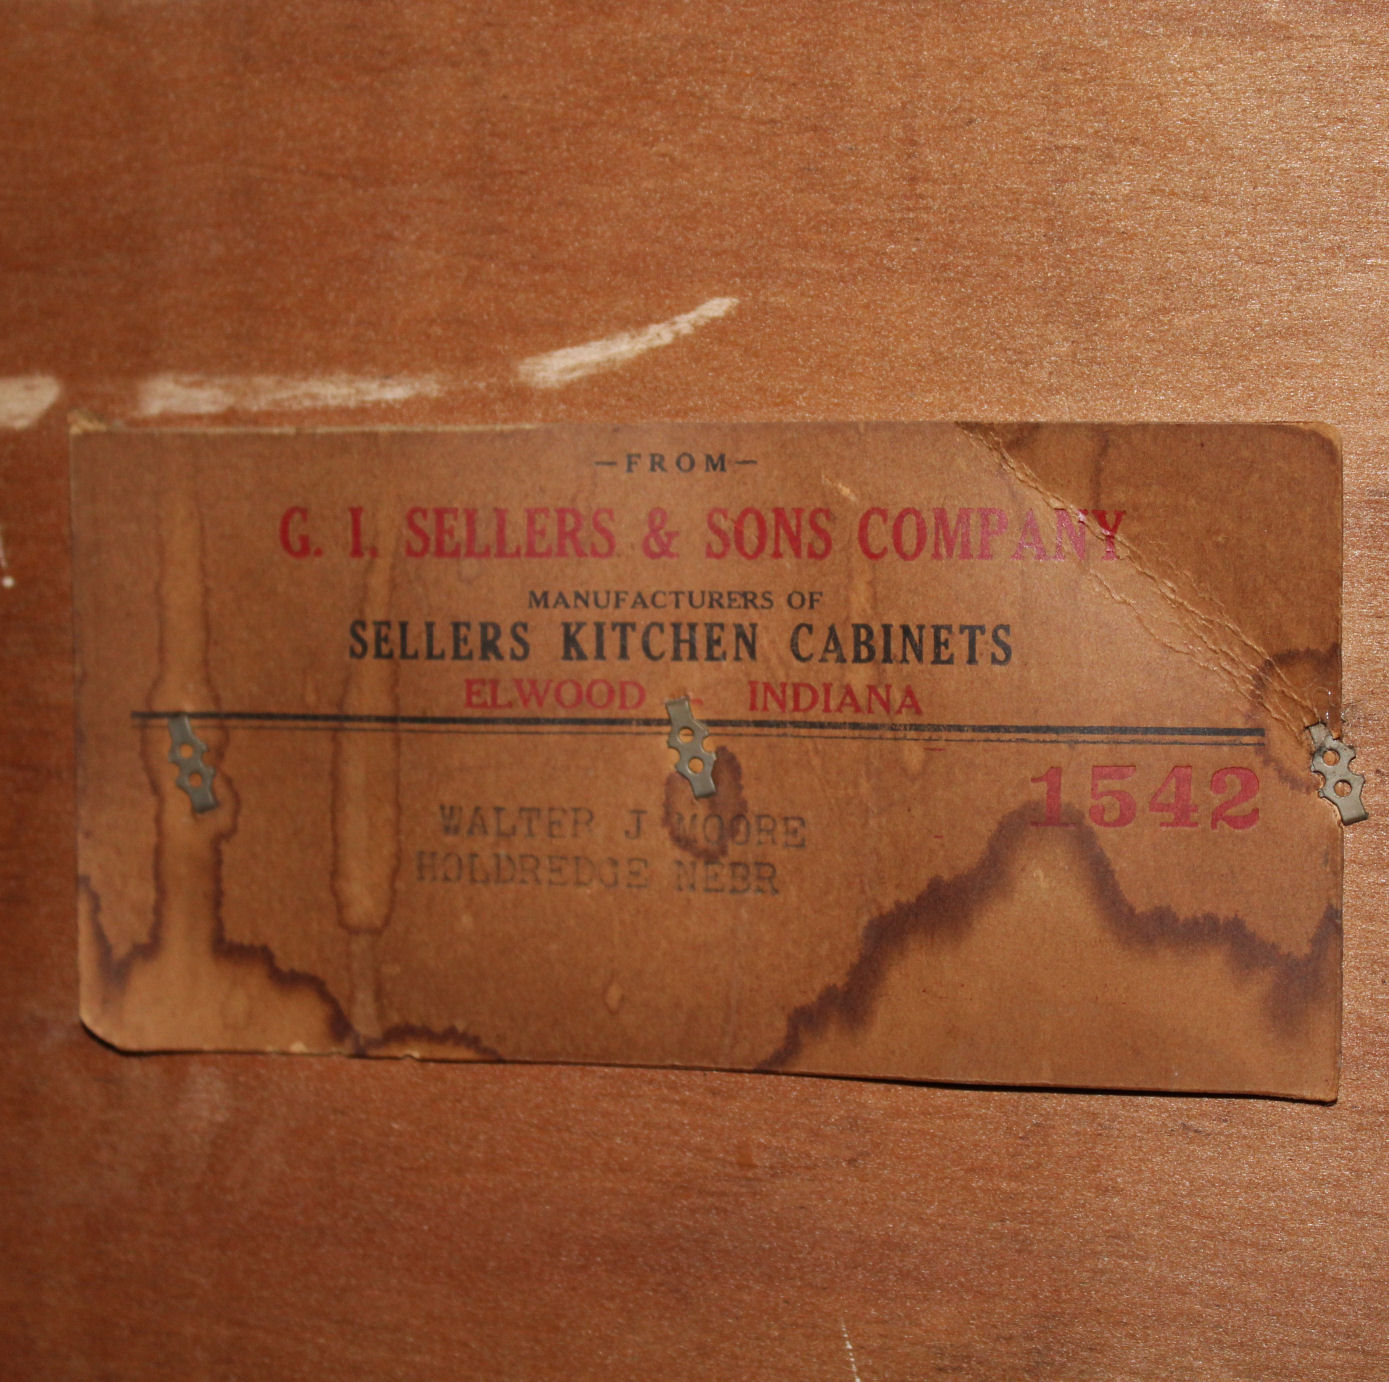 —FROM—
G. I. SELLERS & SONS COMPANY
MANUFACTURERS OF
SELLERS KITCHEN CABINETS
ELWOOD - INDIANA
1542
WALTER J MOORE
HOLDREDGE NEBR